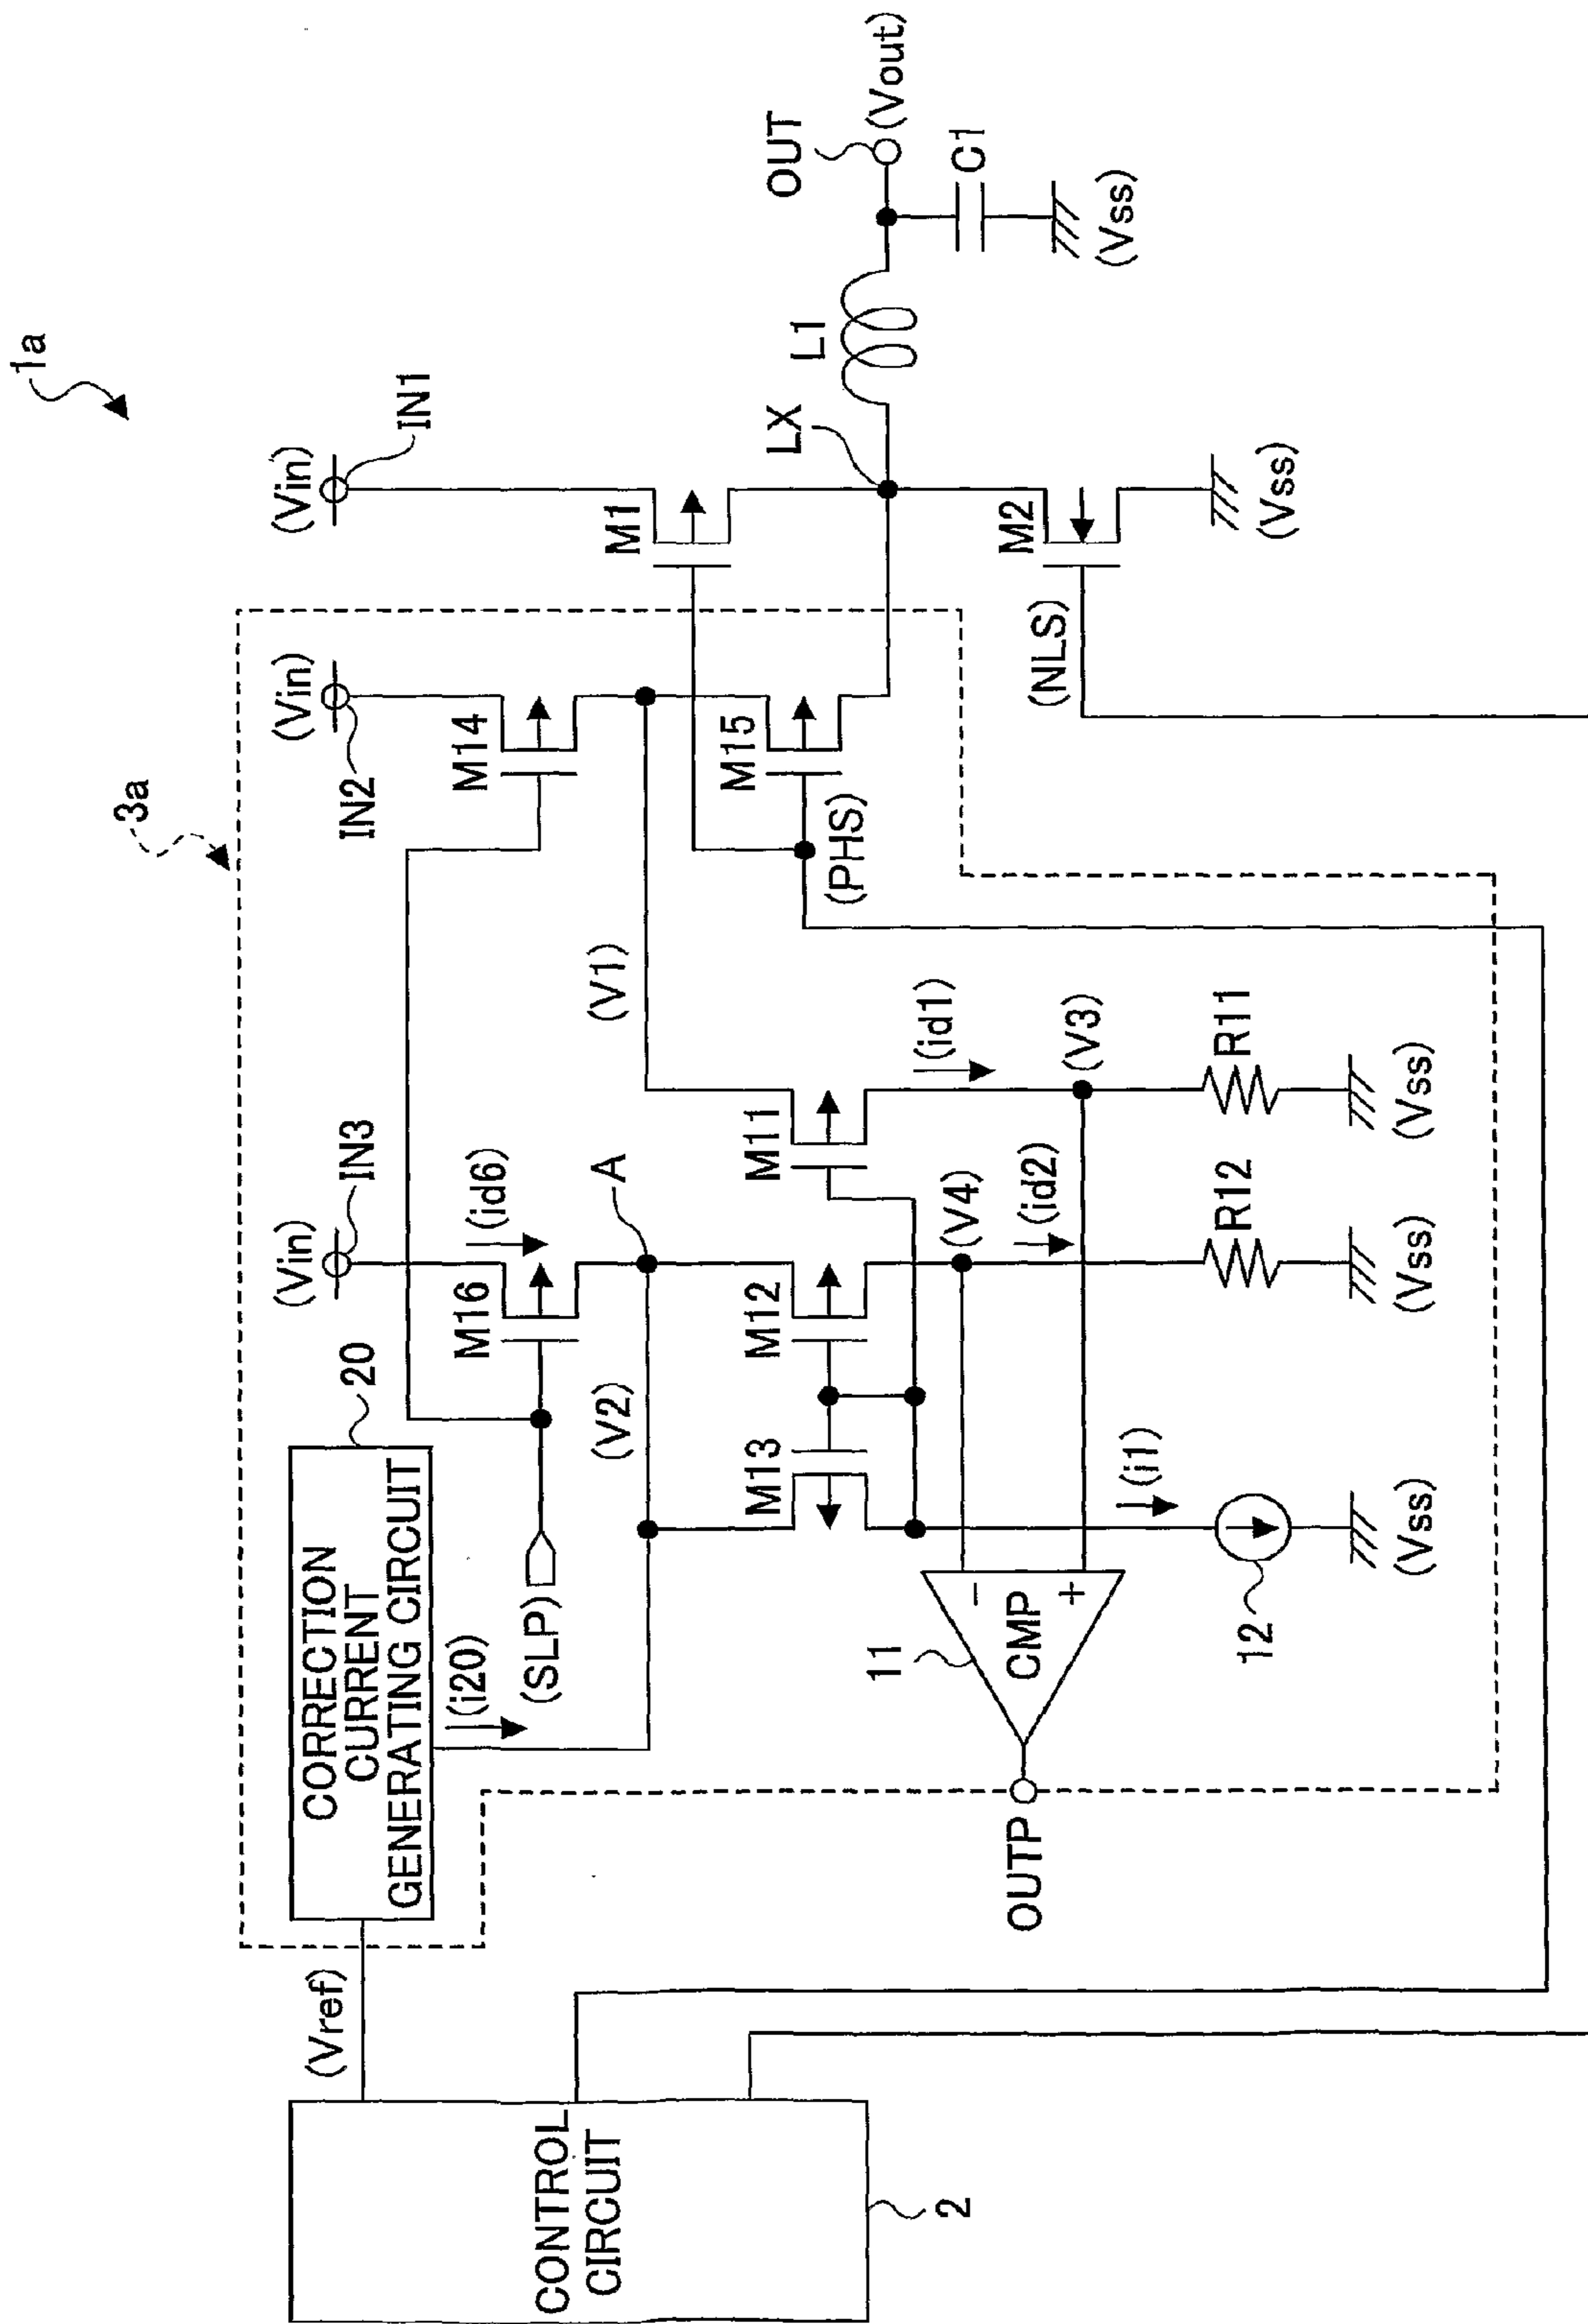 1a
3a
(Vin)
IN3
(Vin)
IN2
(Vin)
IN1
CORRECTION
CURRENT
GENERATING CIRCUIT
20
(Vref)
(i20)
(SLP)
M16
(id6)
M14
M1
A
(V2)
(V1)
M13
M12
M11
M15
(PHS)
LX
L1
OUT
(Vout)
C1
(Vss)
CONTROL
CIRCUIT
2
11
CMP
−
+
OUTP
(V4)
(id1)
(id2)
(V3)
(i1)
12
R12
R11
(Vss)
(Vss)
(Vss)
M2
(NLS)
(Vss)